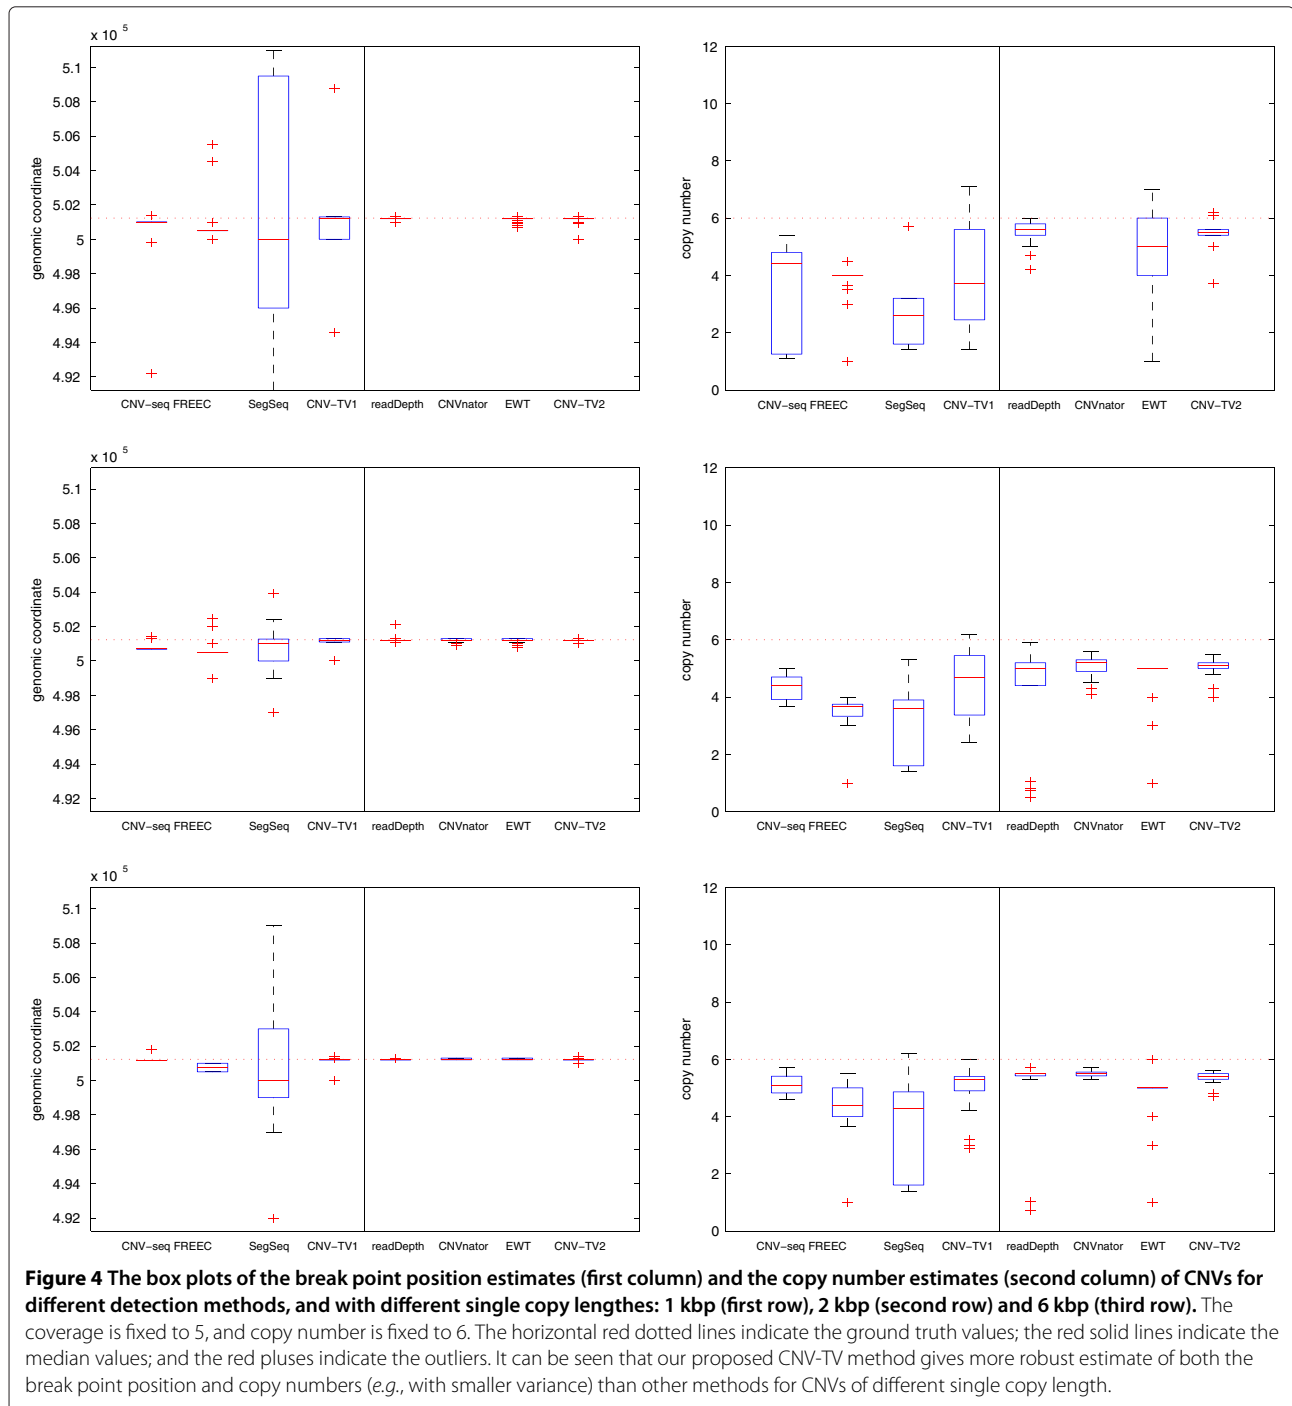 x 10 5
5.1
5.08
5.06
5.04
5.02
5
4.98
4.96
4.94
4.92
genomic coordinate
CNV-seq FREEC SegSeq CNV-TV1 readDepth CNVnator EWT CNV-TV2
12
10
8
6
4
2
0
copy number
CNV-seq FREEC SegSeq CNV-TV1 readDepth CNVnator EWT CNV-TV2
x 10 5
5.1
5.08
5.06
5.04
5.02
5.01
5
4.98
4.96
4.94
4.92
genomic coordinate
CNV-seq FREEC SegSeq CNV-TV1 readDepth CNVnator EWT CNV-TV2
12
10
8
6
4
2
0
copy number
CNV-seq FREEC SegSeq CNV-TV1 readDepth CNVnator EWT CNV-TV2
x 10 5
5.1
5.08
5.06
5.04
5.02
5.01
5
4.98
4.96
4.94
4.92
genomic coordinate
CNV-seq FREEC SegSeq CNV-TV1 readDepth CNVnator EWT CNV-TV2
12
10
8
6
4
2
0
copy number
CNV-seq FREEC SegSeq CNV-TV1 readDepth CNVnator EWT CNV-TV2
Figure 4 The box plots of the break point position estimates (first column) and the copy number estimates (second column) of CNVs for
different detection methods, and with different single copy lengthes: 1 kbp (first row), 2 kbp (second row) and 6 kbp (third row). The
coverage is fixed to 5, and copy number is fixed to 6. The horizontal red dotted lines indicate the ground truth values; the red solid lines indicate the
median values; and the red pluses indicate the outliers. It can be seen that our proposed CNV-TV method gives more robust estimate of both the
break point position and copy numbers (e.g., with smaller variance) than other methods for CNVs of different single copy length.